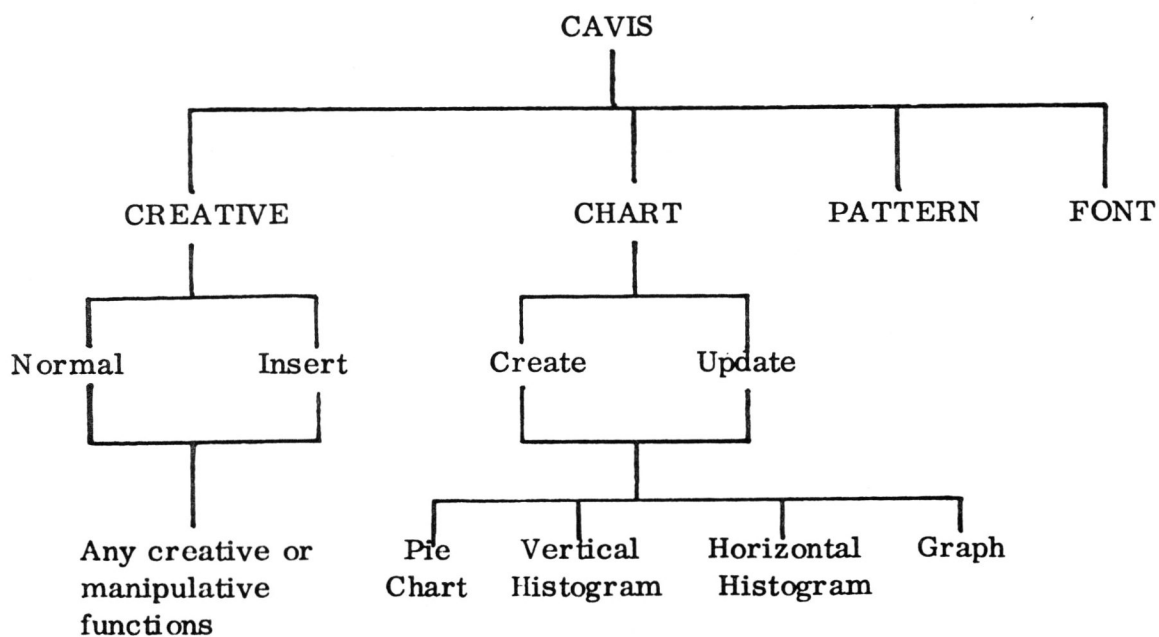 CAVIS
CREATIVE CHART PATTERN FONT
Normal Insert Create Update
Any creative or
manipulative
functions
Pie
Chart
Vertical
Histogram
Horizontal
Histogram
Graph